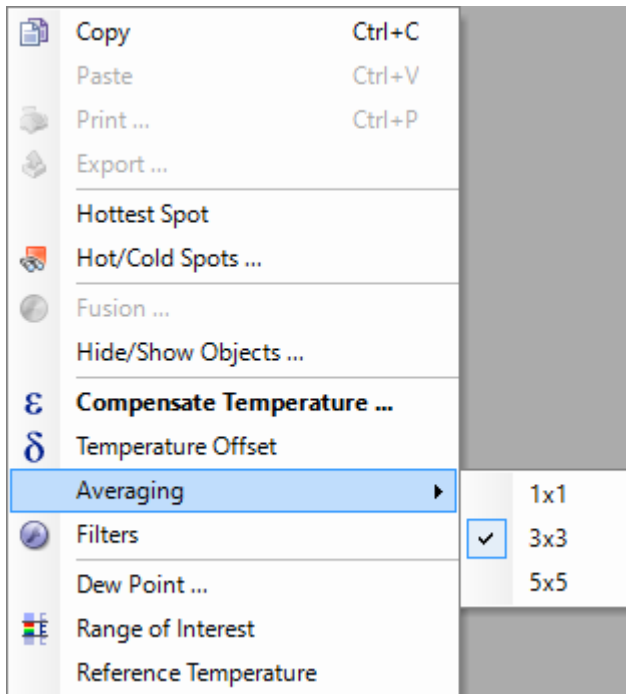 Copy Ctrl+C
Paste Ctrl+V
Print ... Ctrl+P
Export ...
Hottest Spot
Hot/Cold Spots ...
Fusion ...
Hide/Show Objects ...
ε Compensate Temperature ...
δ Temperature Offset
Averaging
1x1
Filters
3x3
5x5
Dew Point ...
Range of Interest
Reference Temperature